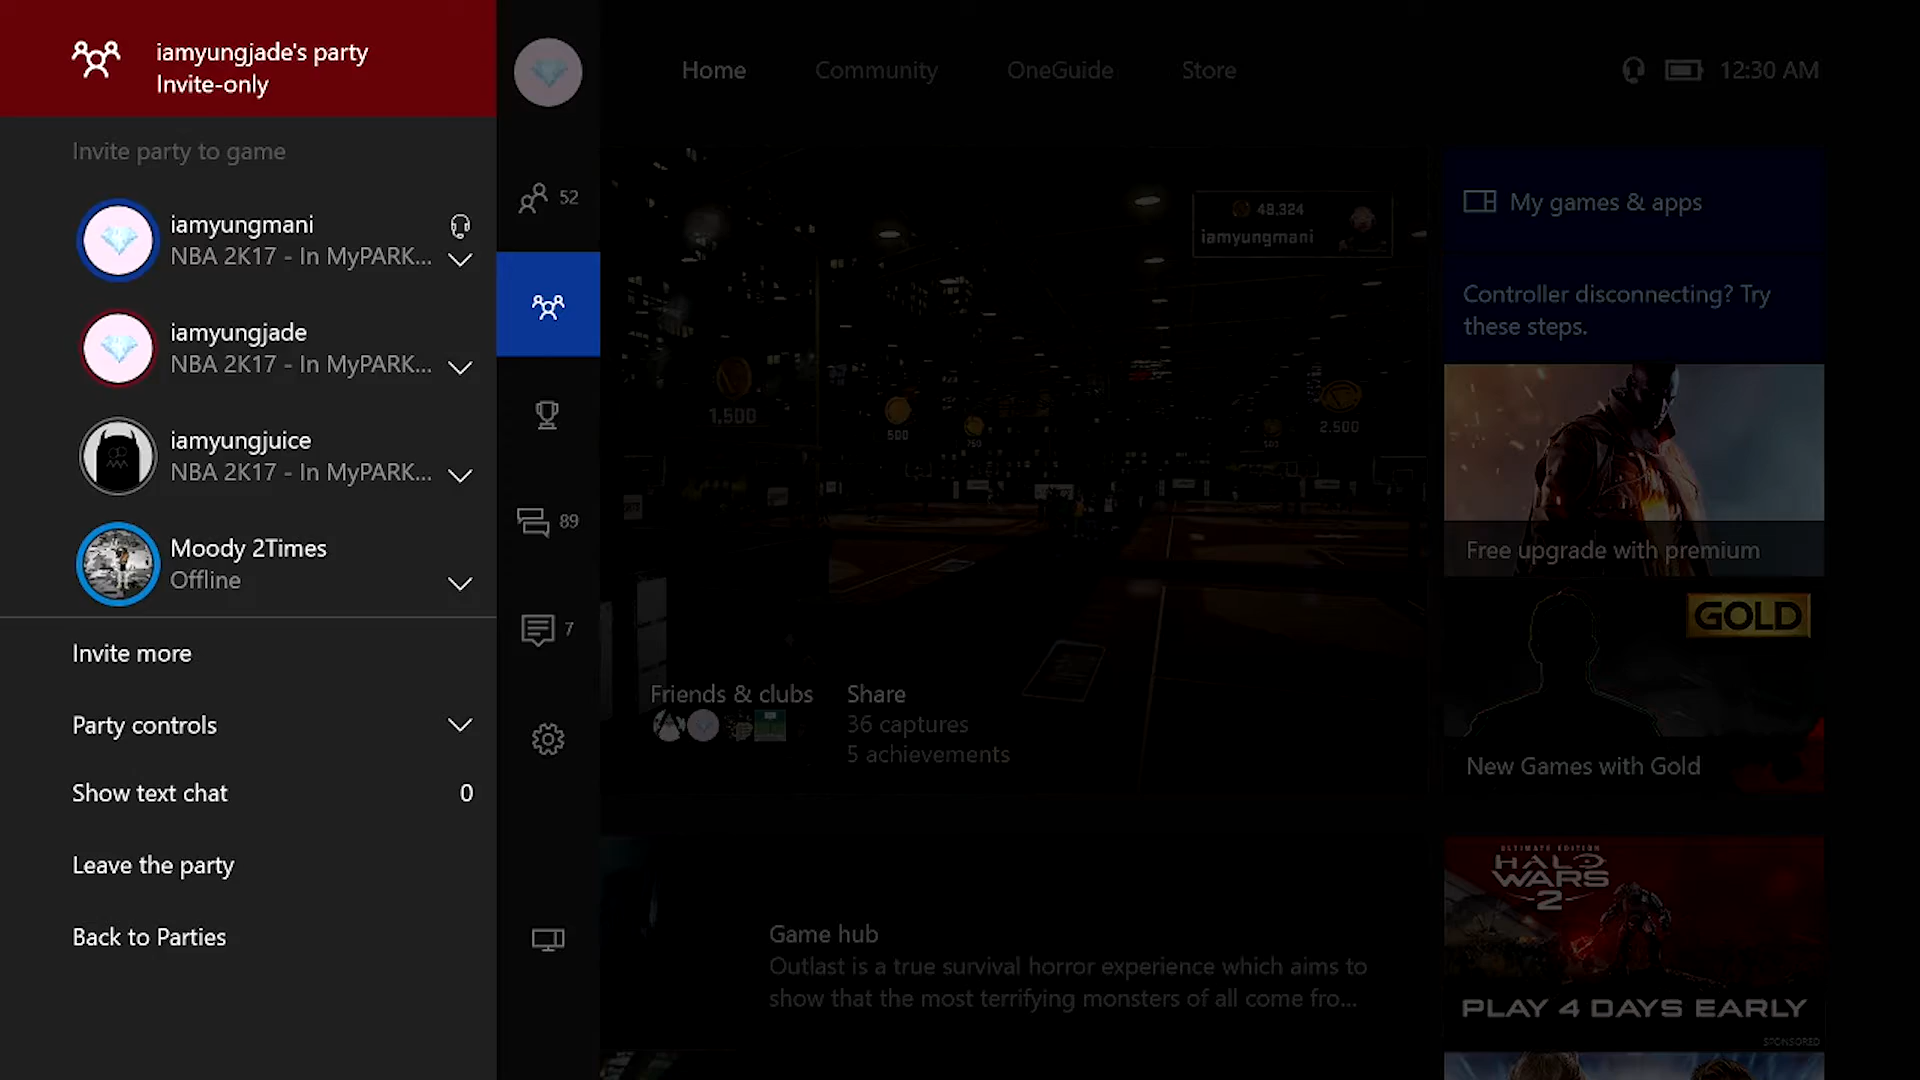 iamyungjade's party
Invite-only
Invite party to game
iamyungmani
NBA 2K17 - In MyPARK...
iamyungjade
NBA 2K17 - In MyPARK...
iamyungjuice
NBA 2K17 - In MyPARK...
Moody 2Times
Offline
Invite more
Party controls
Show text chat 0
Leave the party
Back to Parties
52
89
7
Home Community OneGuide Store
12:30 AM
48,324
iamyungmani
1,500
500
750
500
2,500
Friends & clubs
Share
36 captures
5 achievements
Game hub
Outlast is a true survival horror experience which aims to
show that the most terrifying monsters of all come fro...
My games & apps
Controller disconnecting? Try
these steps.
Free upgrade with premium
GOLD
New Games with Gold
ULTIMATE EDITION
HALO
WARS
2
PLAY 4 DAYS EARLY
SPONSORED